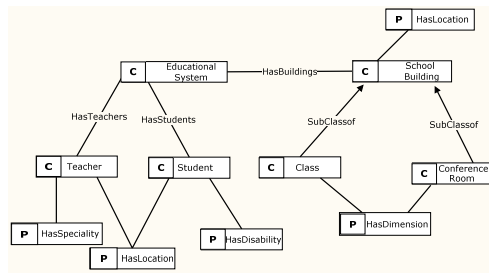 P HasLocation
C Educational
System
HasBuildings
C School
Building
HasTeachers
HasStudents
SubClassof
SubClassof
C Teacher
C Student
C Class
C Conference
Room
P HasSpeciality
P HasLocation
P HasDisability
P HasDimension